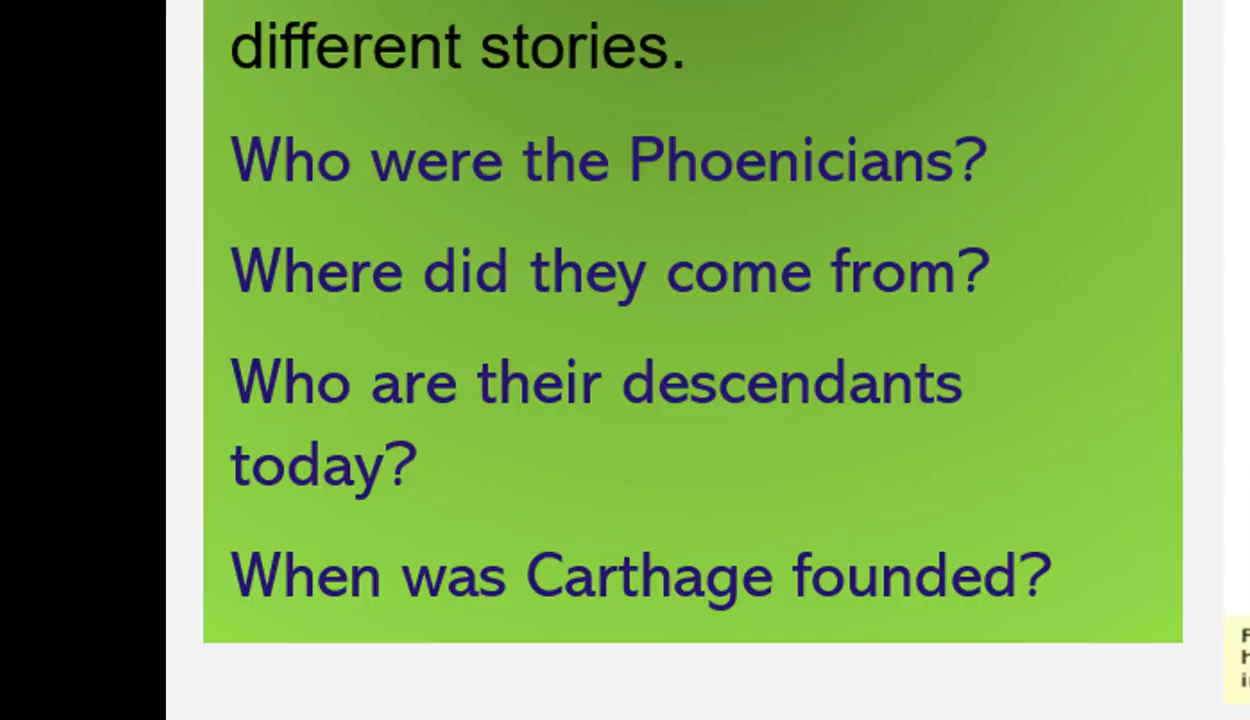 different stories.
Who were the Phoenicians?
Where did they come from?
Who are their descendants
today?
When was Carthage founded?